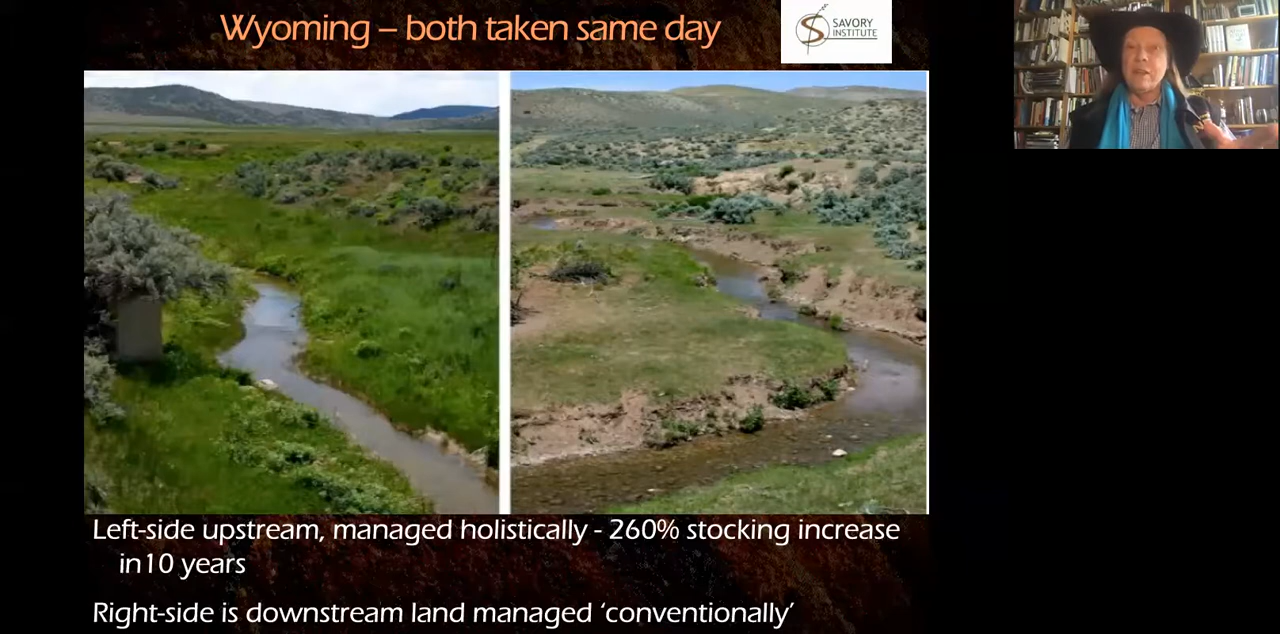 Wyoming – both taken same day
SAVORY
INSTITUTE
Left-side upstream, managed holistically - 260% stocking increase
in10 years
Right-side is downstream land managed ‘conventionally’